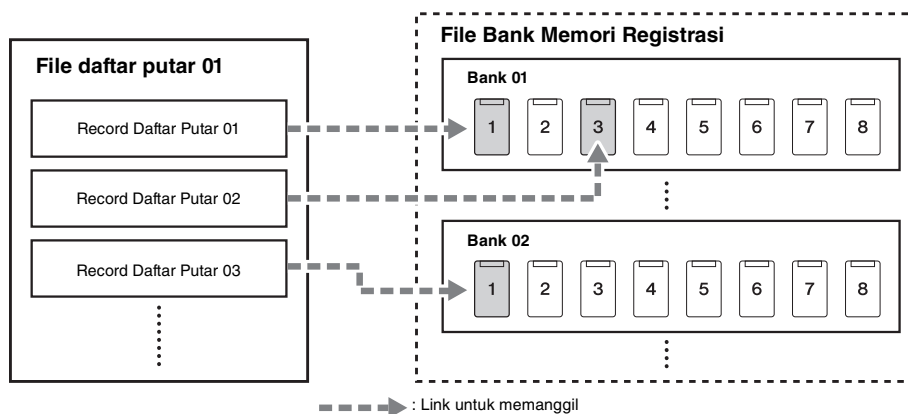 File daftar putar 01
Record Daftar Putar 01
Record Daftar Putar 02
Record Daftar Putar 03
File Bank Memori Registrasi
Bank 01
1 2 3 4 5 6 7 8
Bank 02
1 2 3 4 5 6 7 8
: Link untuk memanggil